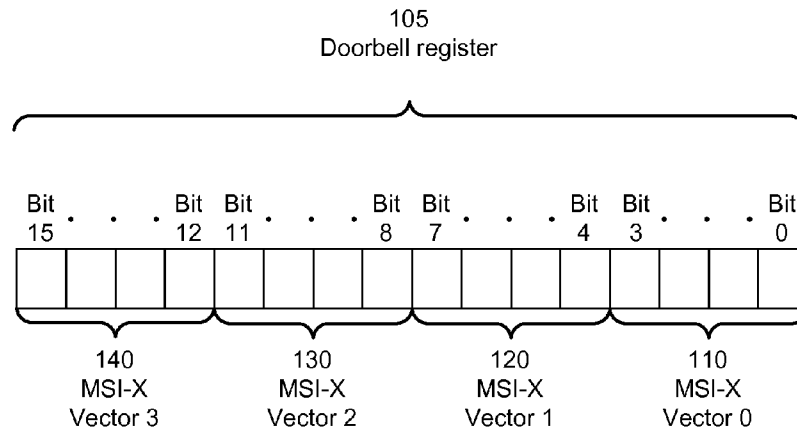 105
Doorbell register
Bit 15 . . . Bit 12 Bit 11 . . . Bit 8 Bit 7 . . . Bit 4 Bit 3 . . . Bit 0
140 MSI-X Vector 3
130 MSI-X Vector 2
120 MSI-X Vector 1
110 MSI-X Vector 0